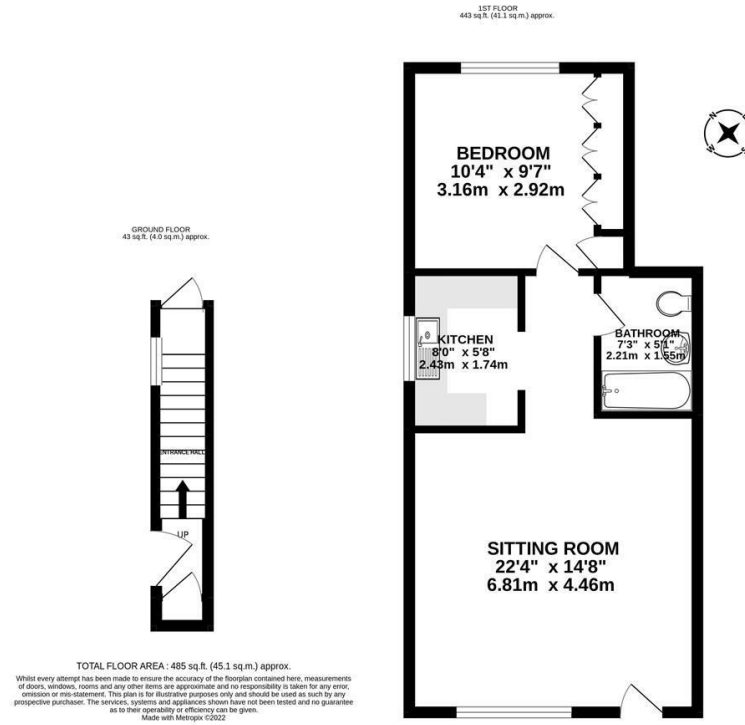 1ST FLOOR
443 sq.ft. (41.1 sq.m.) approx.
BEDROOM
10'4" x 9'7"
3.16m x 2.92m
N
W
S
GROUND FLOOR
43 sq.ft. (4.0 sq.m.) approx.
KITCHEN
8'0" x 5'8"
2.43m x 1.74m
BATHROOM
7'3" x 5'1"
2.21m x 1.55m
ENTRANCE HALL
UP
SITTING ROOM
22'4" x 14'8"
6.81m x 4.46m
TOTAL FLOOR AREA : 485 sq.ft. (45.1 sq.m.) approx.
Whilst every attempt has been made to ensure the accuracy of the floorplan contained here, measurements
of doors, windows, rooms and any other items are approximate and no responsibility is taken for any error,
omission or mis-statement. This plan is for illustrative purposes only and should be used as such by any
prospective purchaser. The services, systems and appliances shown have not been tested and no guarantee
as to their operability or efficiency can be given.
Made with Metropix ©2022